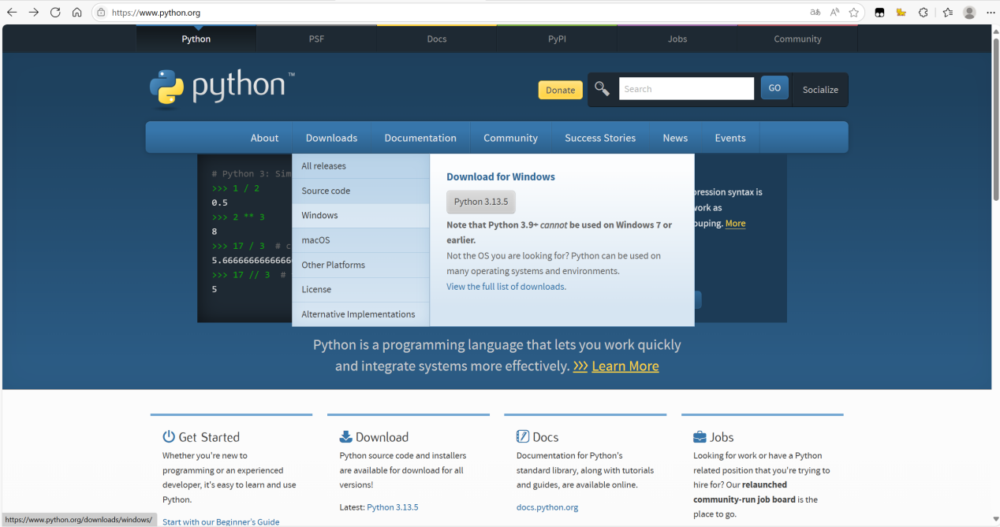 https://www.python.org
Python PSF Docs PyPI Jobs Community
python™
Donate Search GO Socialize
About Downloads Documentation Community Success Stories News Events
# Python 3: Sim
>>> 1 / 2
0.5
>>> 2 ** 3
8
>>> 17 / 3 # c
5.666666666666
>>> 17 // 3 #
5
All releases
Source code
Windows
macOS
Other Platforms
License
Alternative Implementations
Download for Windows
Python 3.13.5
Note that Python 3.9+ cannot be used on Windows 7 or
earlier.
Not the OS you are looking for? Python can be used on
many operating systems and environments.
View the full list of downloads.
pression syntax is
work as
ouping. More
Python is a programming language that lets you work quickly
and integrate systems more effectively. >>> Learn More
Get Started
Whether you're new to
programming or an experienced
developer, it's easy to learn and use
Python.
Start with our Beginner's Guide
Download
Python source code and installers
are available for download for all
versions!
Latest: Python 3.13.5
Docs
Documentation for Python's
standard library, along with tutorials
and guides, are available online.
docs.python.org
Jobs
Looking for work or have a Python
related position that you're trying to
hire for? Our relaunched
community-run job board is the
place to go.
https://www.python.org/downloads/windows/